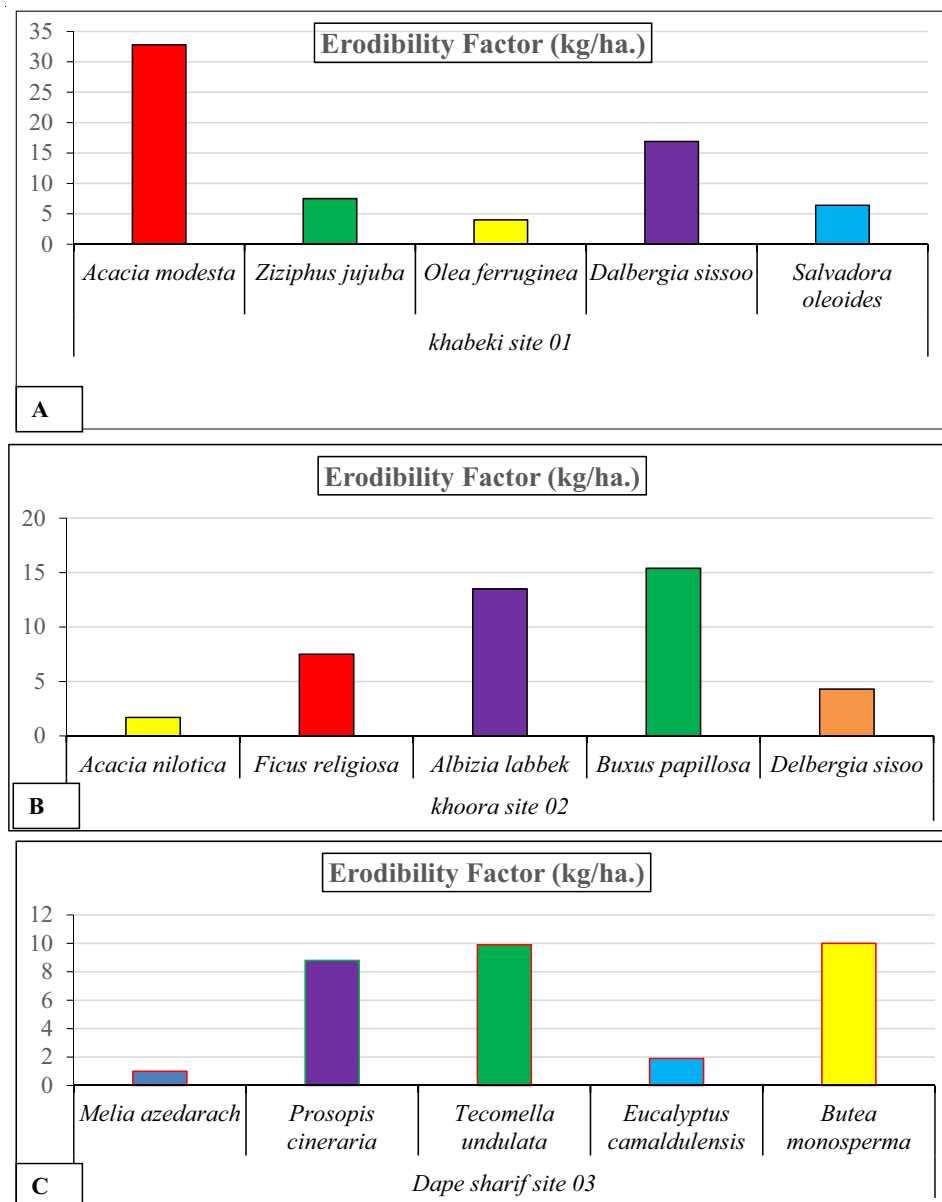 Erodibility Factor (kg/ha.)
35
30
25
20
15
10
5
0
Acacia modesta Ziziphus jujuba Olea ferruginea Dalbergia sissoo Salvadora
oleoides
khabeki site 01
A
Erodibility Factor (kg/ha.)
20
15
10
5
0
Acacia nilotica Ficus religiosa Albizia labbek Buxus papillosa Delbergia sisoo
khoora site 02
B
Erodibility Factor (kg/ha.)
12
10
8
6
4
2
0
Melia azedarach Prosopis Tecomella Eucalyptus Butea
cineraria undulata camaldulensis monosperma
Dape sharif site 03
C